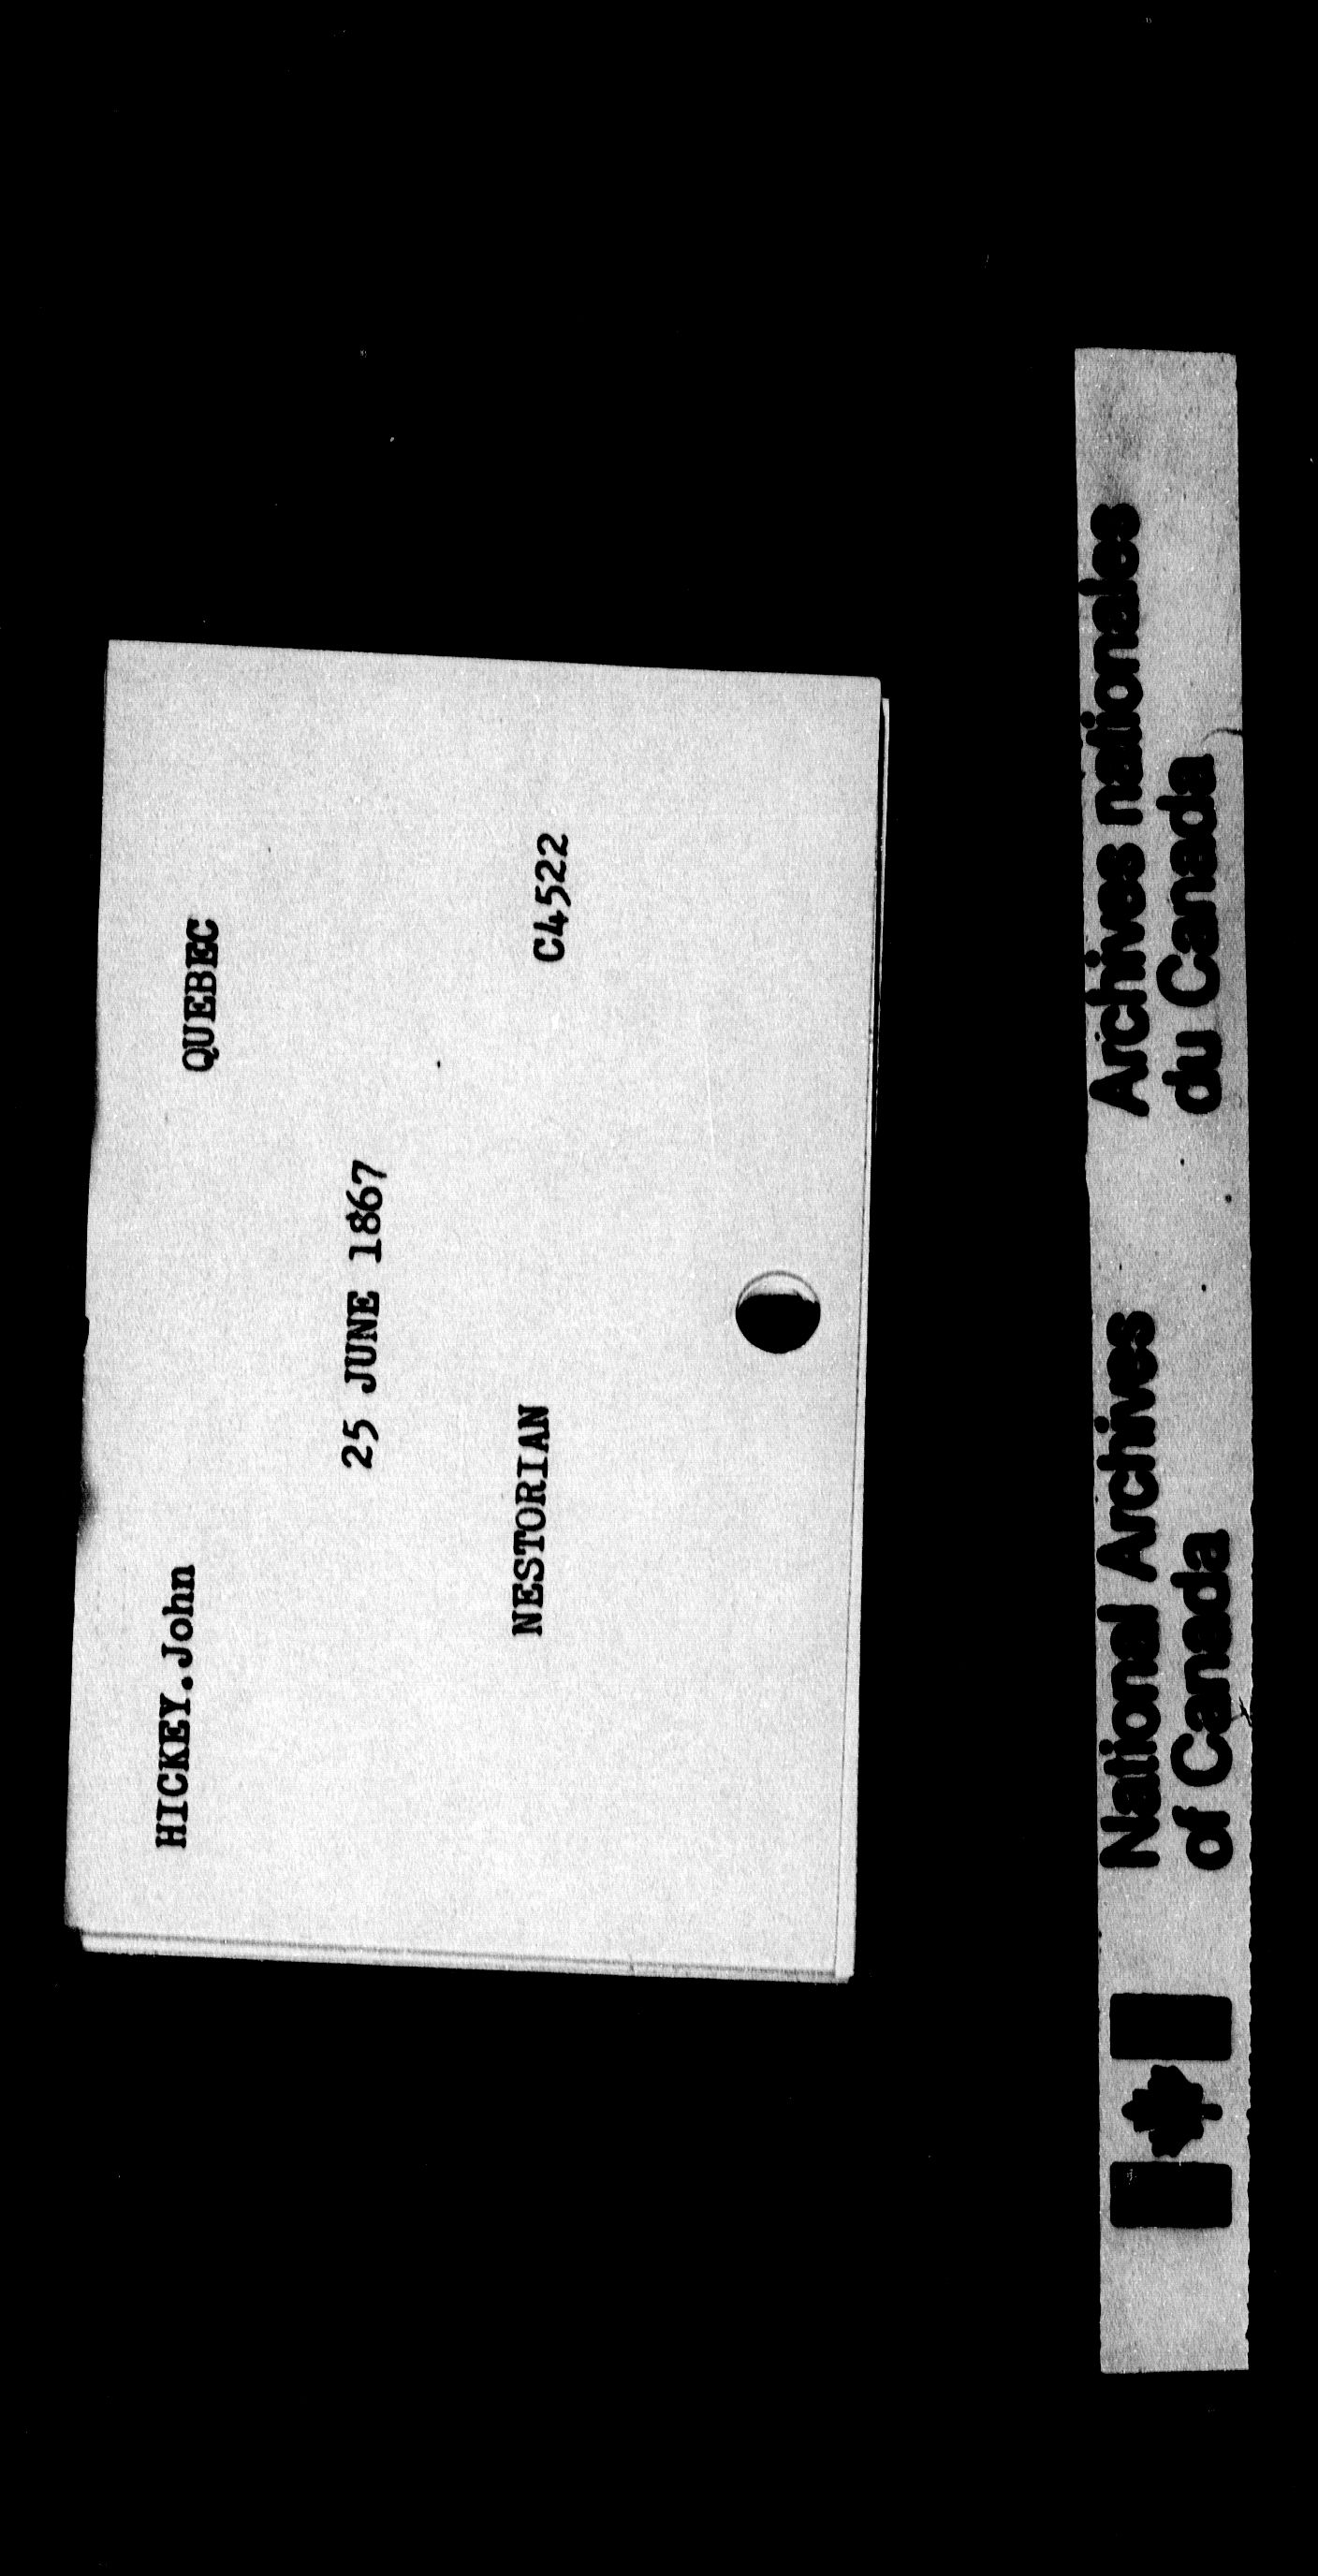 HICKEY.John QUEBEC
25 JUNE 1867
NESTORIAN C4522
National Archives
of Canada
Archives nationales
du Canada